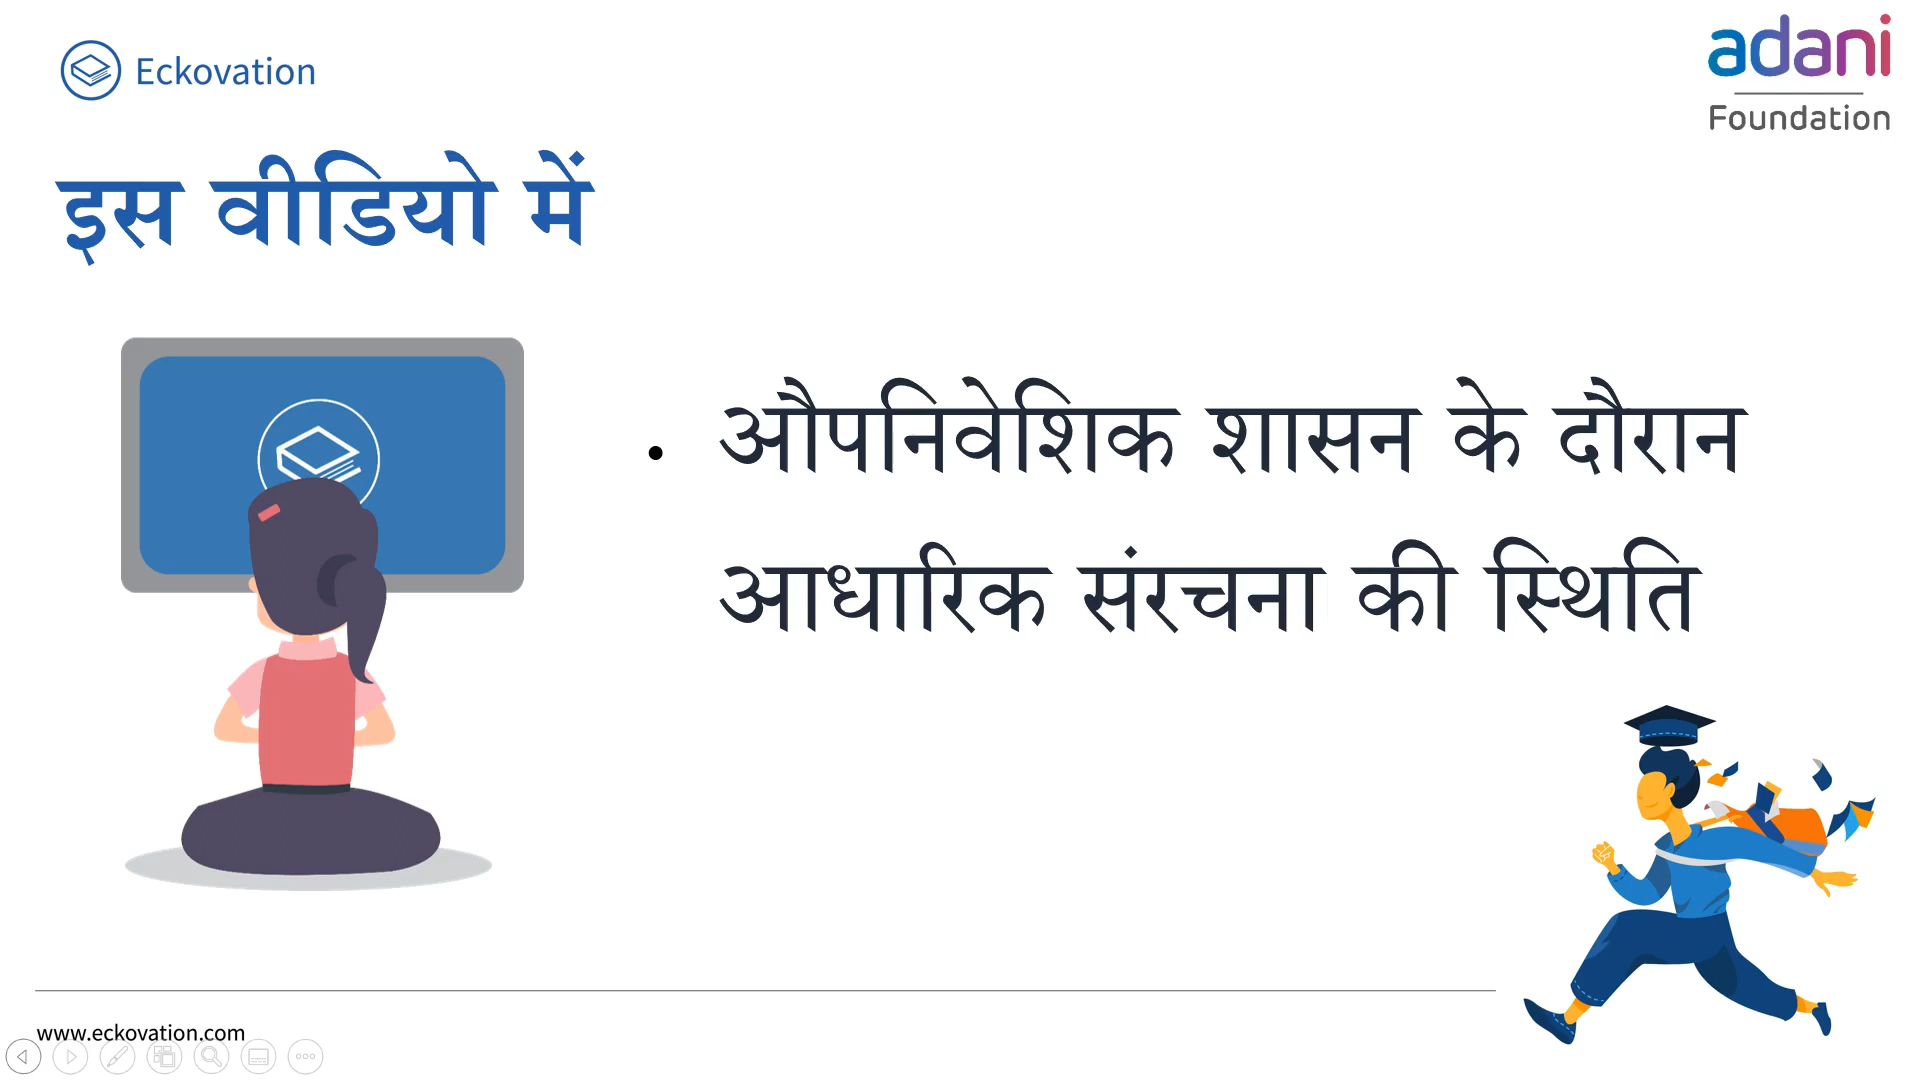 Eckovation
adani
Foundation
इस वीडियो में
• औपनिवेशिक शासन के दौरान
आधारिक संरचना की स्थिति
www.eckovation.com